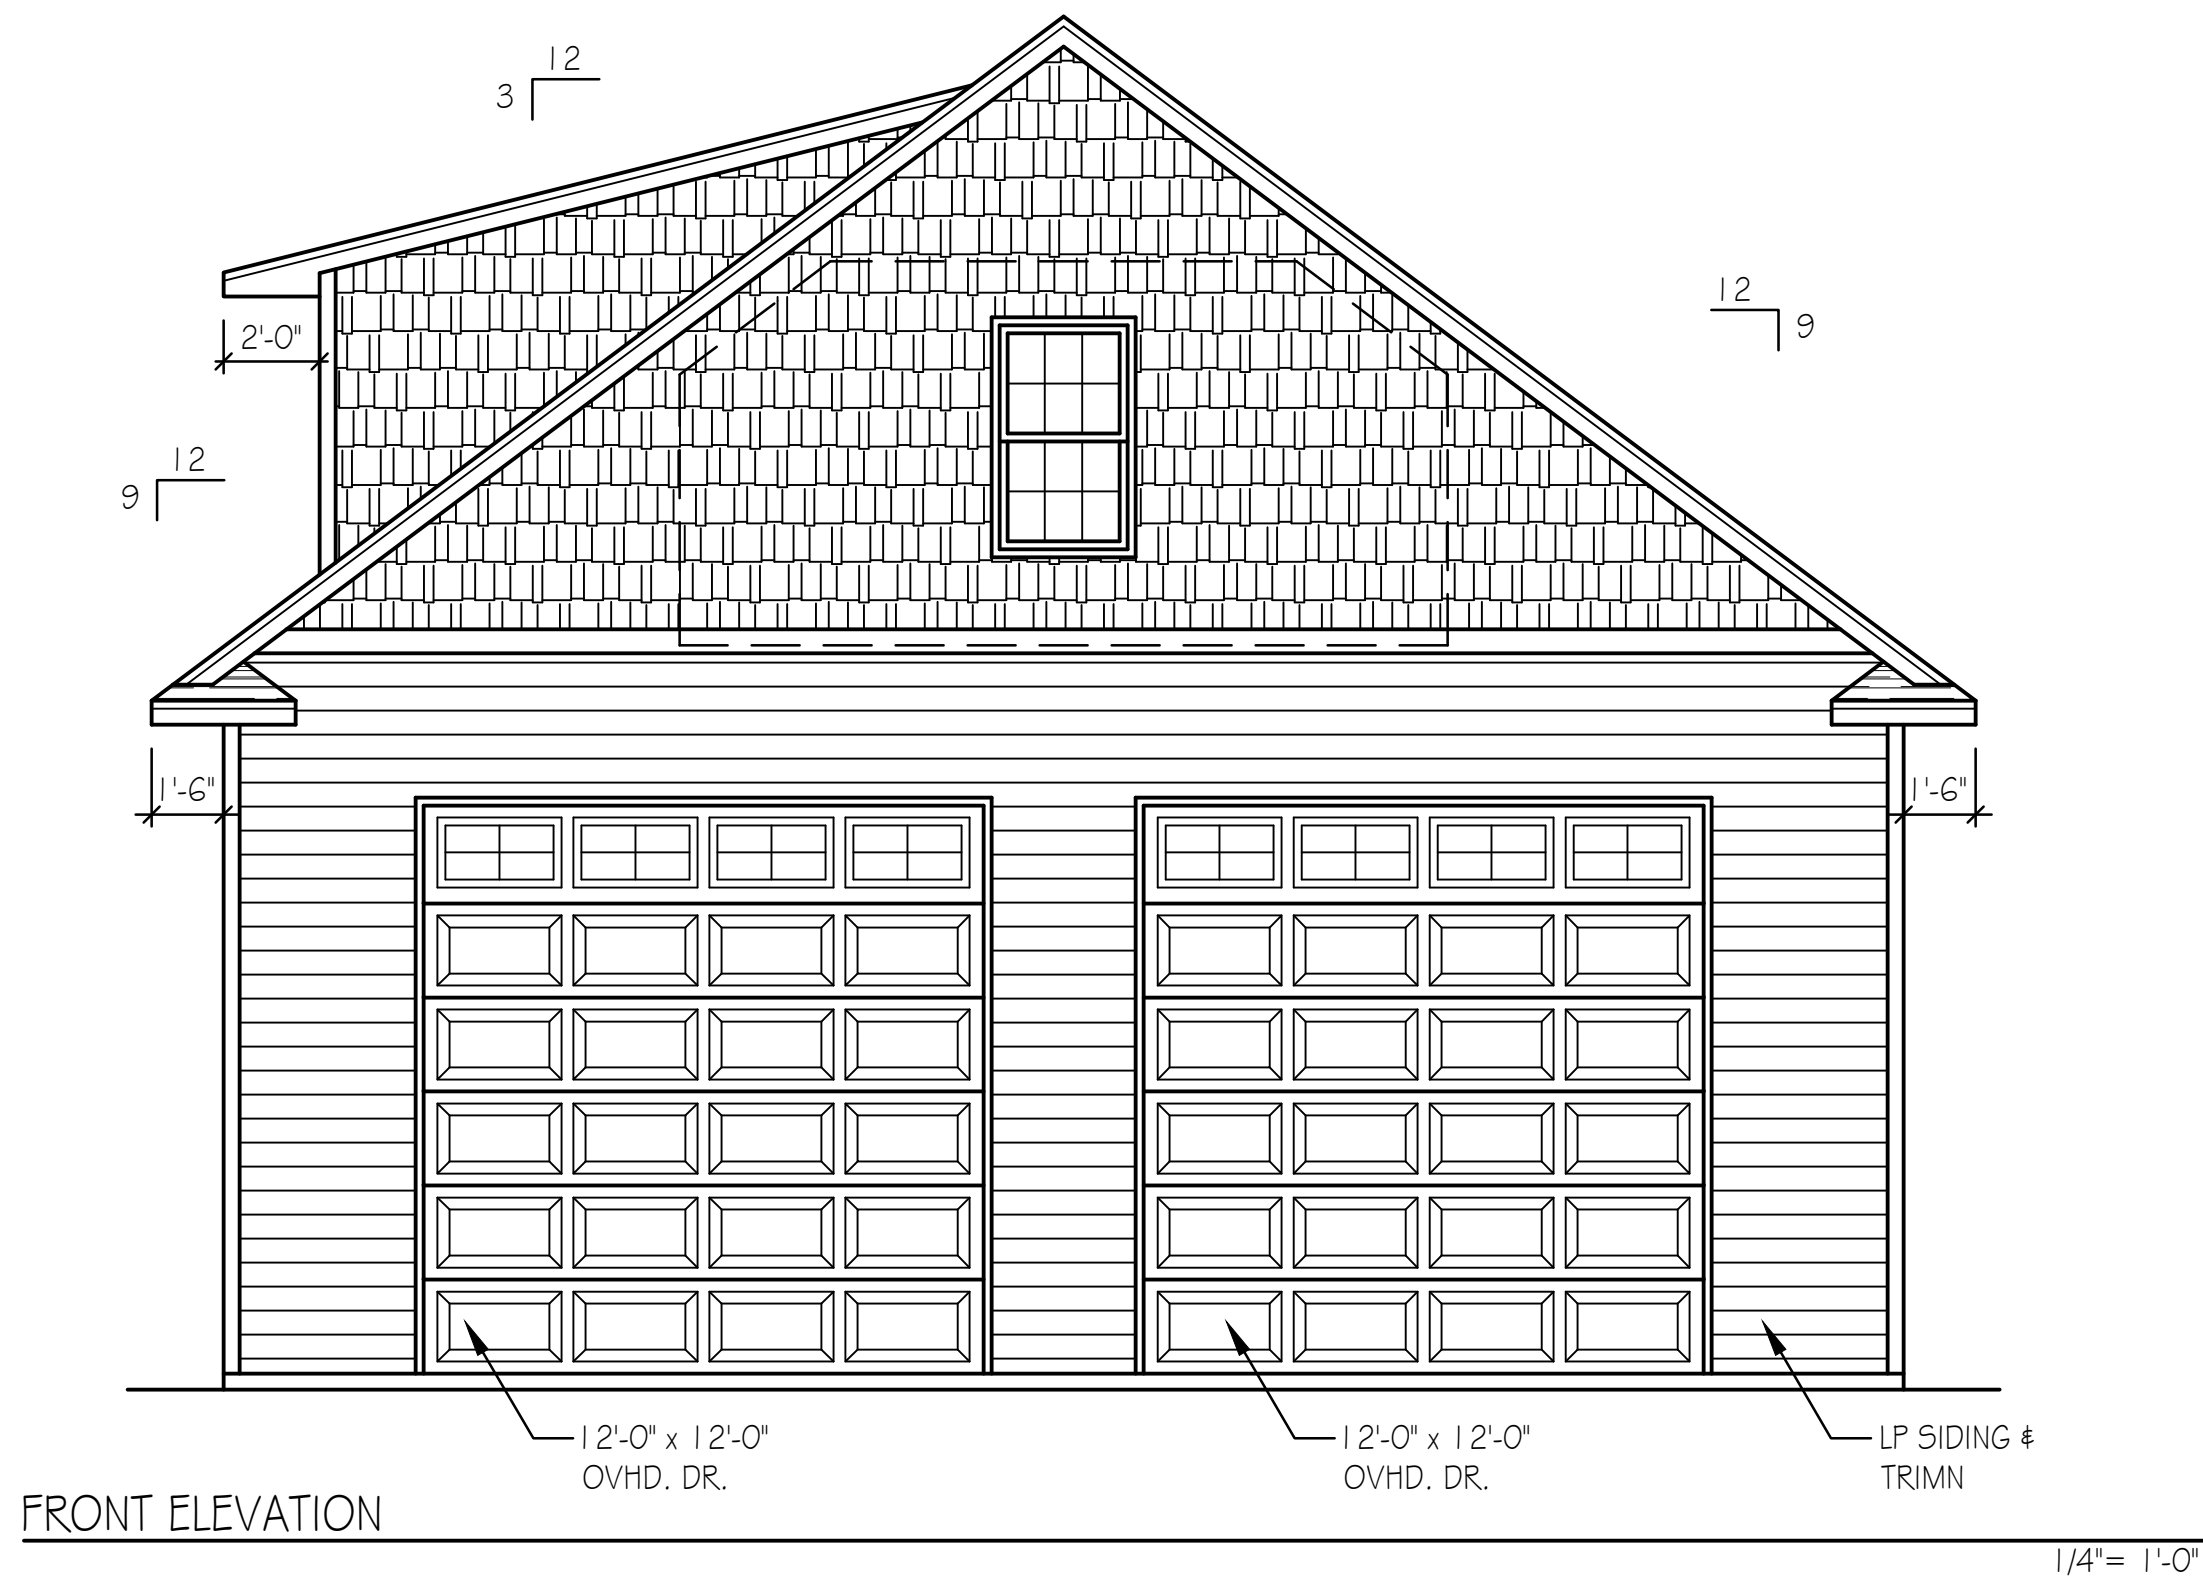 12
3
12
9
2'-0"
12
9
1'-6"
1'-6"
12'-0" x 12'-0"
OVHD. DR.
12'-0" x 12'-0"
OVHD. DR.
LP SIDING &
TRIMN
FRONT ELEVATION
1/4"= 1'-0"